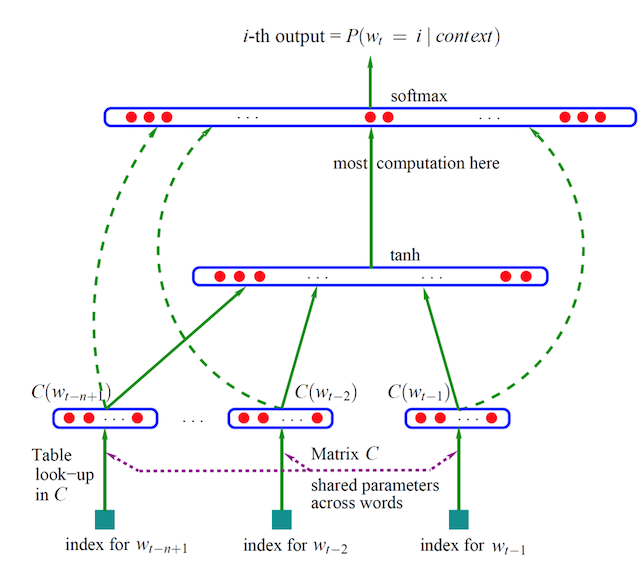 i-th output = P(w_t = i | context)
softmax
. . . . . .
most computation here
tanh
. . . . . .
C(w_{t−n+1}) C(w_{t−2}) C(w_{t−1})
. . . . . . . . . . . .
Table
look−up
in C
Matrix C
shared parameters
across words
index for w_{t−n+1} index for w_{t−2} index for w_{t−1}